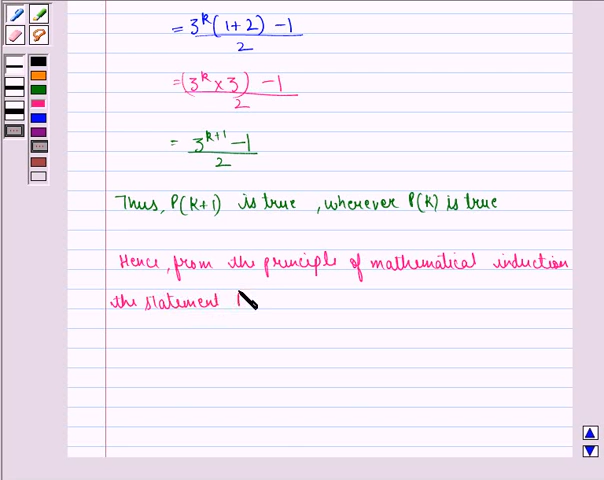 = 3^k (1+2) -1 / 2
= (3^k × 3) -1 / 2
= 3^(k+1) -1 / 2
Thus, P(k+1) is true, wherever P(k) is true
Hence, from the principle of mathematical induction
the statement